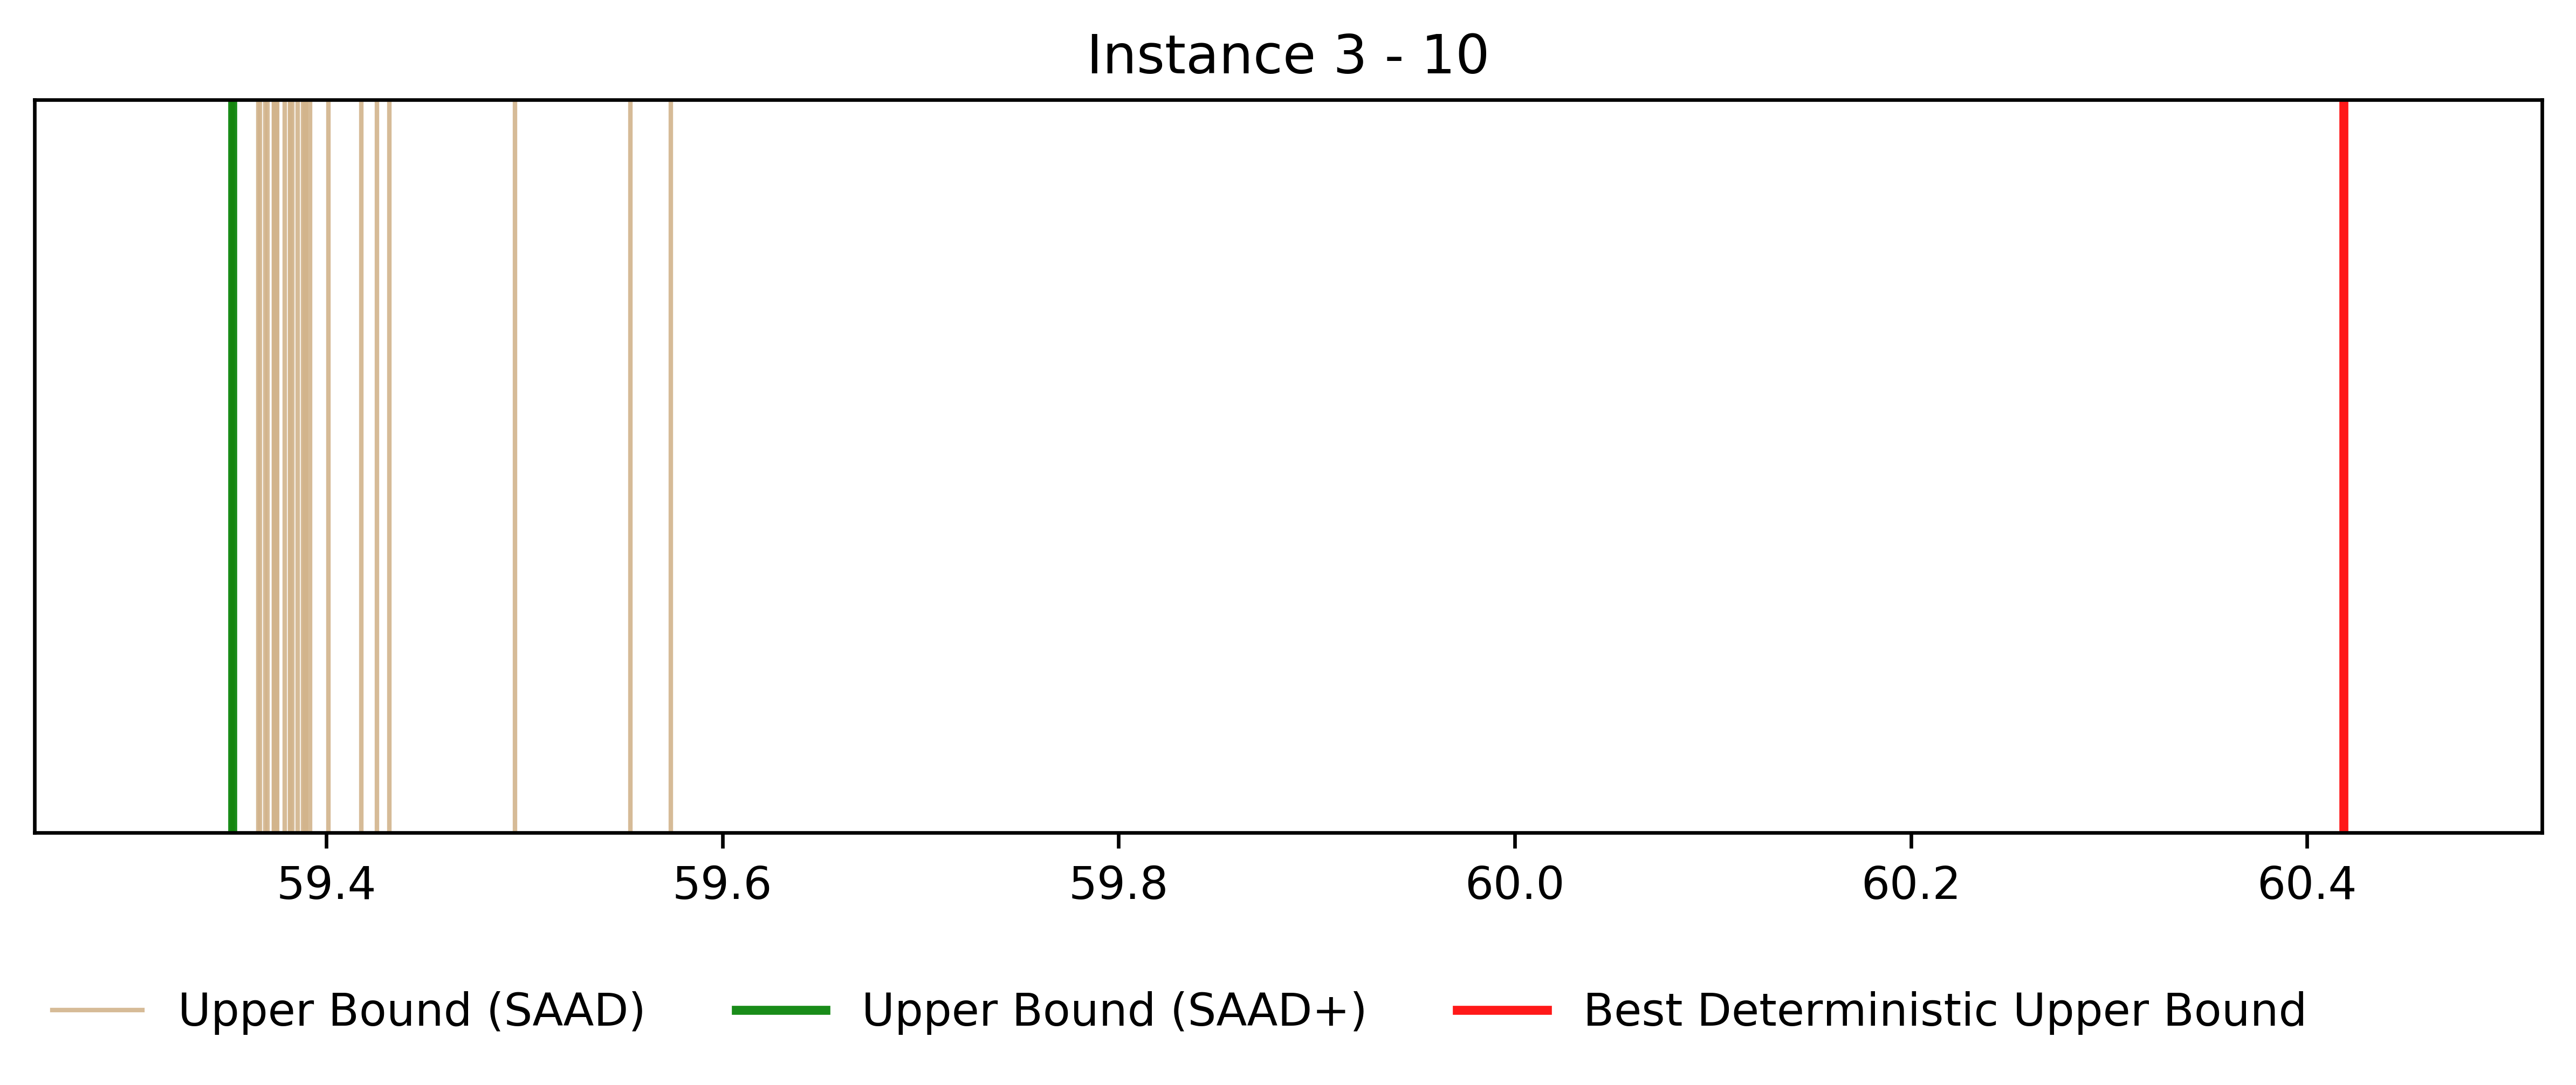 Instance 3 - 10
59.4 59.6 59.8 60.0 60.2 60.4
Upper Bound (SAAD) Upper Bound (SAAD+) Best Deterministic Upper Bound